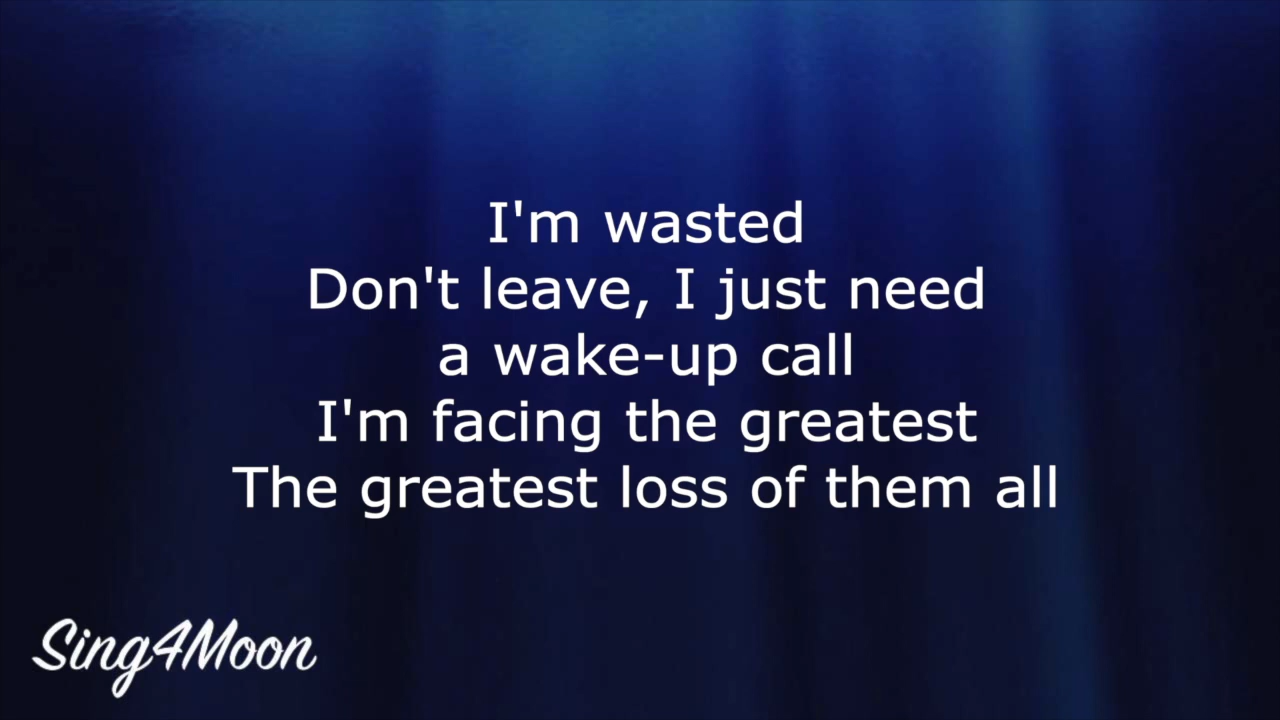 I'm wasted
Don't leave, I just need
a wake-up call
I'm facing the greatest
The greatest loss of them all
Sing4Moon